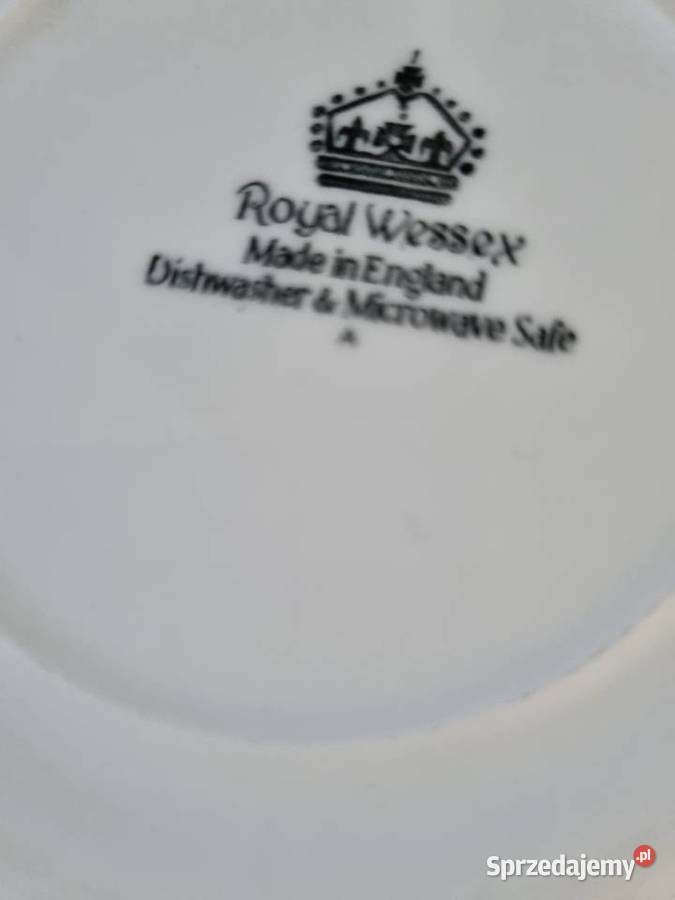 Royal Wessex
Made in England
Dishwasher & Microwave Safe
A
Sprzedajemy.pl